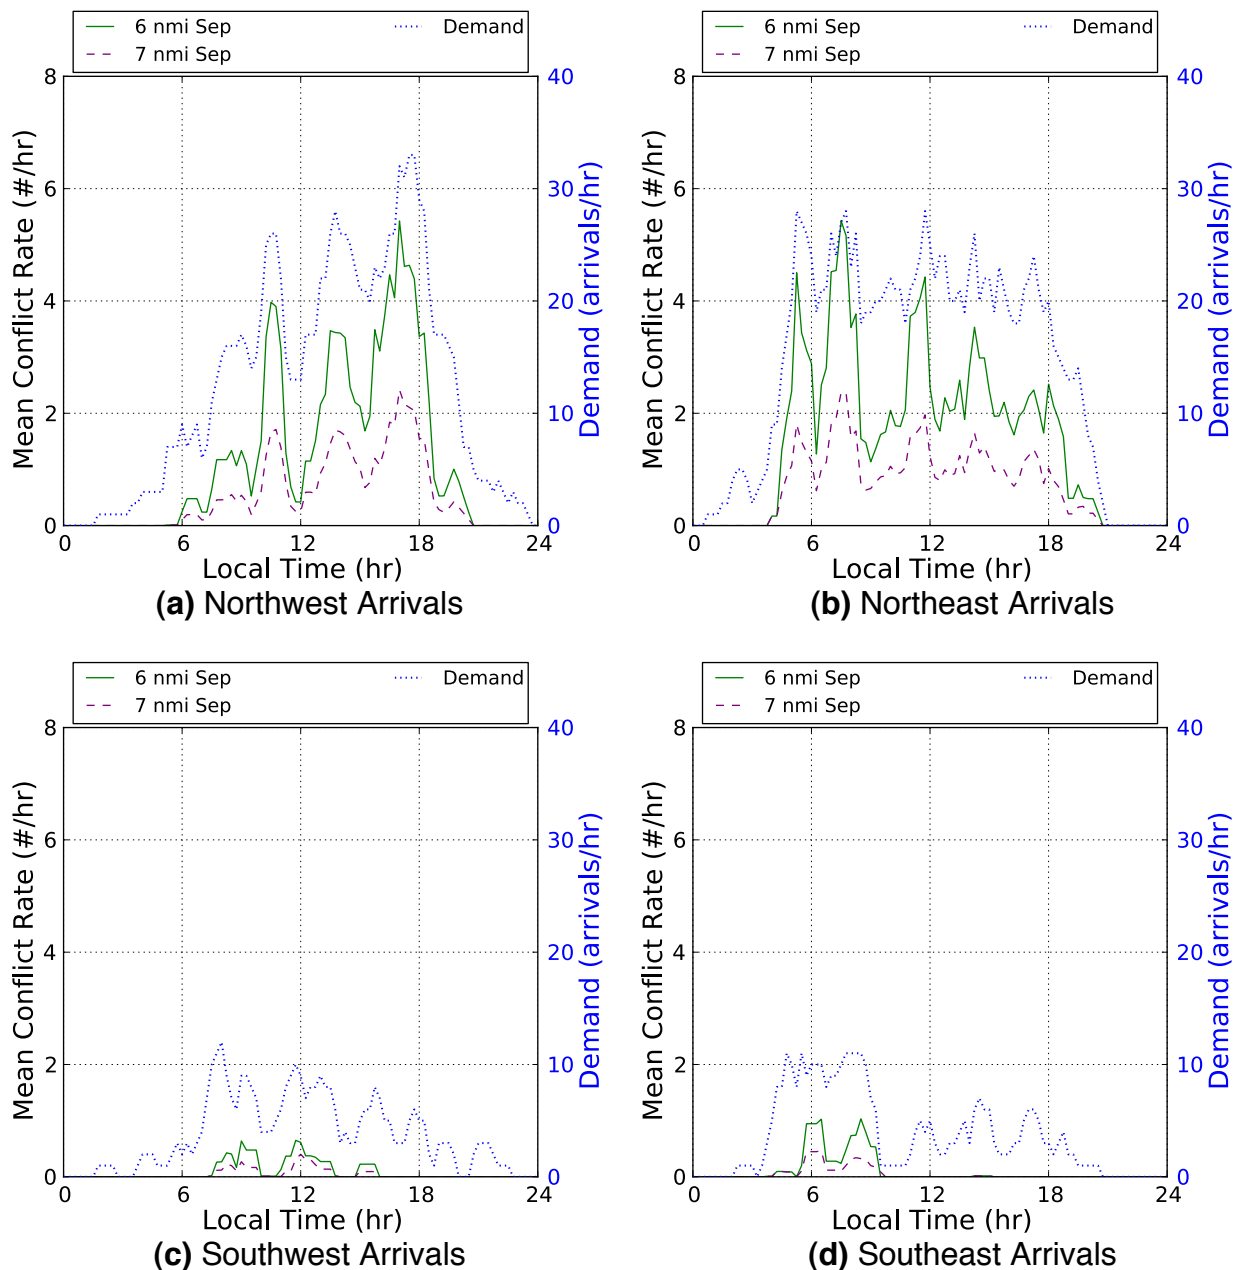 6 nmi Sep
7 nmi Sep
Demand
Mean Conflict Rate (#/hr)
8
6
4
2
0
40
30
20
10
0
Demand (arrivals/hr)
0 6 12 18 24
Local Time (hr)
(a) Northwest Arrivals
6 nmi Sep
7 nmi Sep
Demand
Mean Conflict Rate (#/hr)
8
6
4
2
0
40
30
20
10
0
Demand (arrivals/hr)
0 6 12 18 24
Local Time (hr)
(b) Northeast Arrivals
6 nmi Sep
7 nmi Sep
Demand
Mean Conflict Rate (#/hr)
8
6
4
2
0
40
30
20
10
0
Demand (arrivals/hr)
0 6 12 18 24
Local Time (hr)
(c) Southwest Arrivals
6 nmi Sep
7 nmi Sep
Demand
Mean Conflict Rate (#/hr)
8
6
4
2
0
40
30
20
10
0
Demand (arrivals/hr)
0 6 12 18 24
Local Time (hr)
(d) Southeast Arrivals